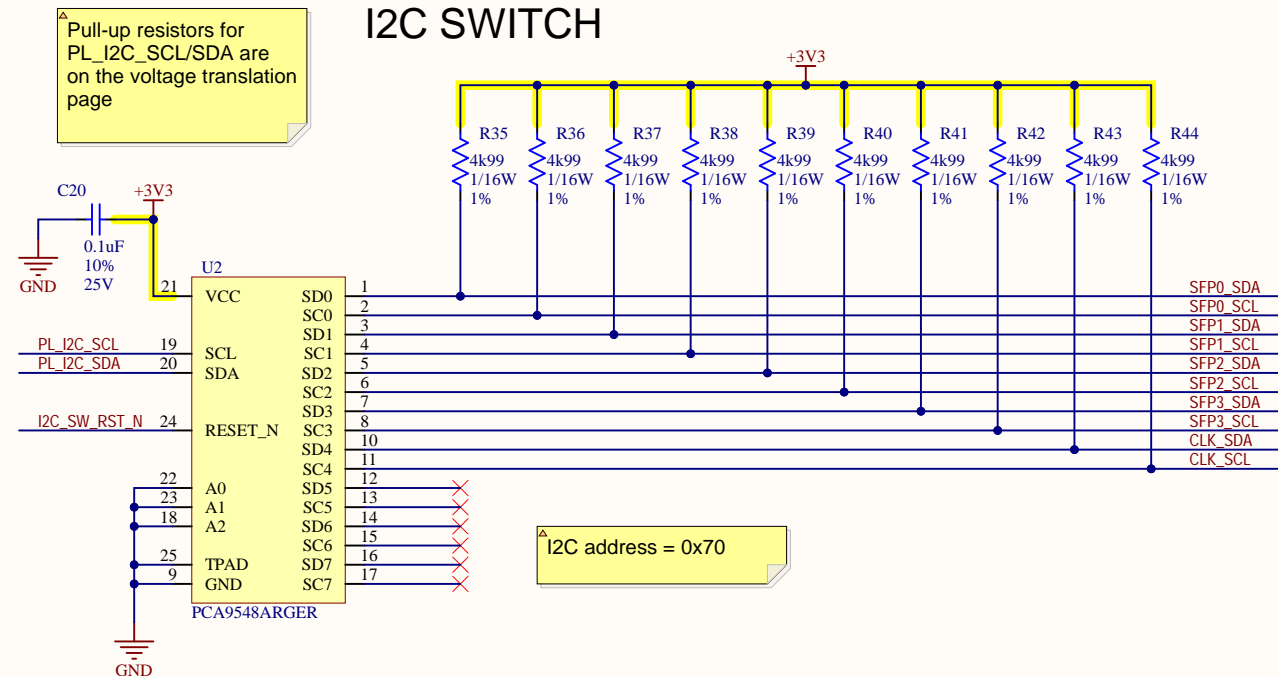 I2C SWITCH
Pull-up resistors for
PL_I2C_SCL/SDA are
on the voltage translation
page
+3V3
R35 R36 R37 R38 R39 R40 R41 R42 R43 R44
4k99 4k99 4k99 4k99 4k99 4k99 4k99 4k99 4k99 4k99
1/16W 1/16W 1/16W 1/16W 1/16W 1/16W 1/16W 1/16W 1/16W 1/16W
1% 1% 1% 1% 1% 1% 1% 1% 1% 1%
C20 +3V3
0.1uF
10%
25V
GND
U2
21 VCC SD0 1 SFP0_SDA
SC0 2 SFP0_SCL
SD1 3 SFP1_SDA
PL_I2C_SCL 19 SCL SC1 4 SFP1_SCL
PL_I2C_SDA 20 SDA SD2 5 SFP2_SDA
SC2 6 SFP2_SCL
SD3 7 SFP3_SDA
I2C_SW_RST_N 24 RESET_N SC3 8 SFP3_SCL
SD4 10 CLK_SDA
SC4 11 CLK_SCL
22 A0 SD5 12
23 A1 SC5 13
18 A2 SD6 14
SC6 15
25 TPAD SD7 16
9 GND SC7 17
PCA9548ARGER
I2C address = 0x70
GND